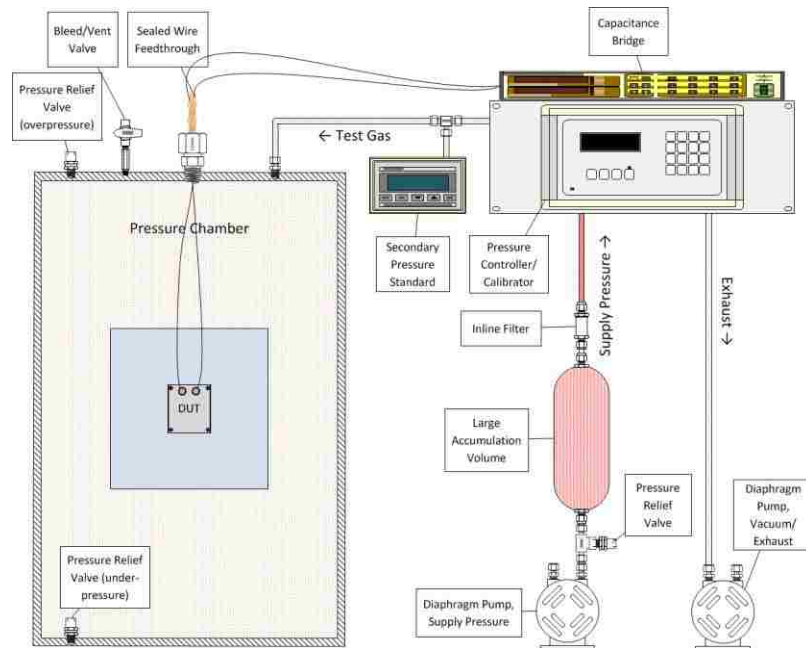 Bleed/Vent
Valve
Sealed Wire
Feedthrough
Capacitance
Bridge
Pressure Relief
Valve
(overpressure)
← Test Gas
Pressure Chamber
Secondary
Pressure
Standard
Pressure
Controller/
Calibrator
Supply Pressure →
Exhaust →
Inline Filter
DUT
Large
Accumulation
Volume
Pressure
Relief
Valve
Diaphragm
Pump,
Vacuum/
Exhaust
Pressure Relief
Valve (under-
pressure)
Diaphragm Pump,
Supply Pressure